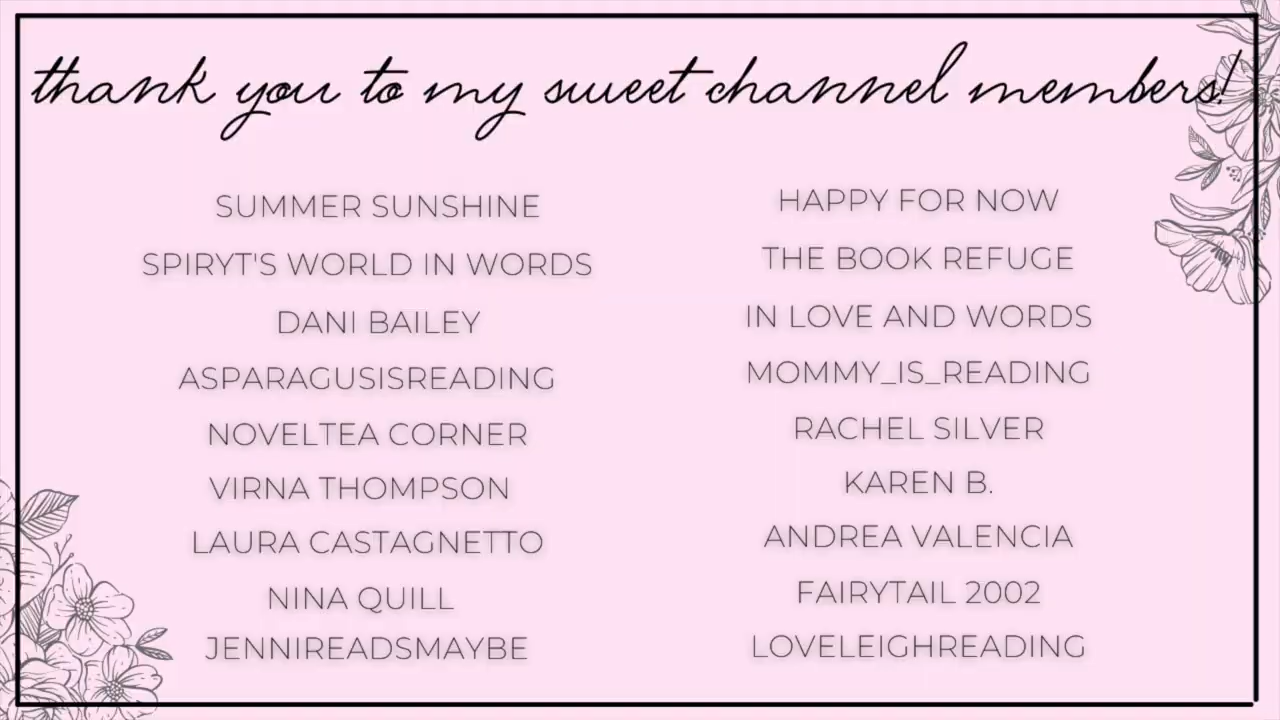 thank you to my sweet channel members!
SUMMER SUNSHINE
SPIRYT'S WORLD IN WORDS
DANI BAILEY
ASPARAGUSISREADING
NOVELTEA CORNER
VIRNA THOMPSON
LAURA CASTAGNETTO
NINA QUILL
JENNIREADSMAYBE
HAPPY FOR NOW
THE BOOK REFUGE
IN LOVE AND WORDS
MOMMY_IS_READING
RACHEL SILVER
KAREN B.
ANDREA VALENCIA
FAIRYTAIL 2002
LOVELEIGHREADING